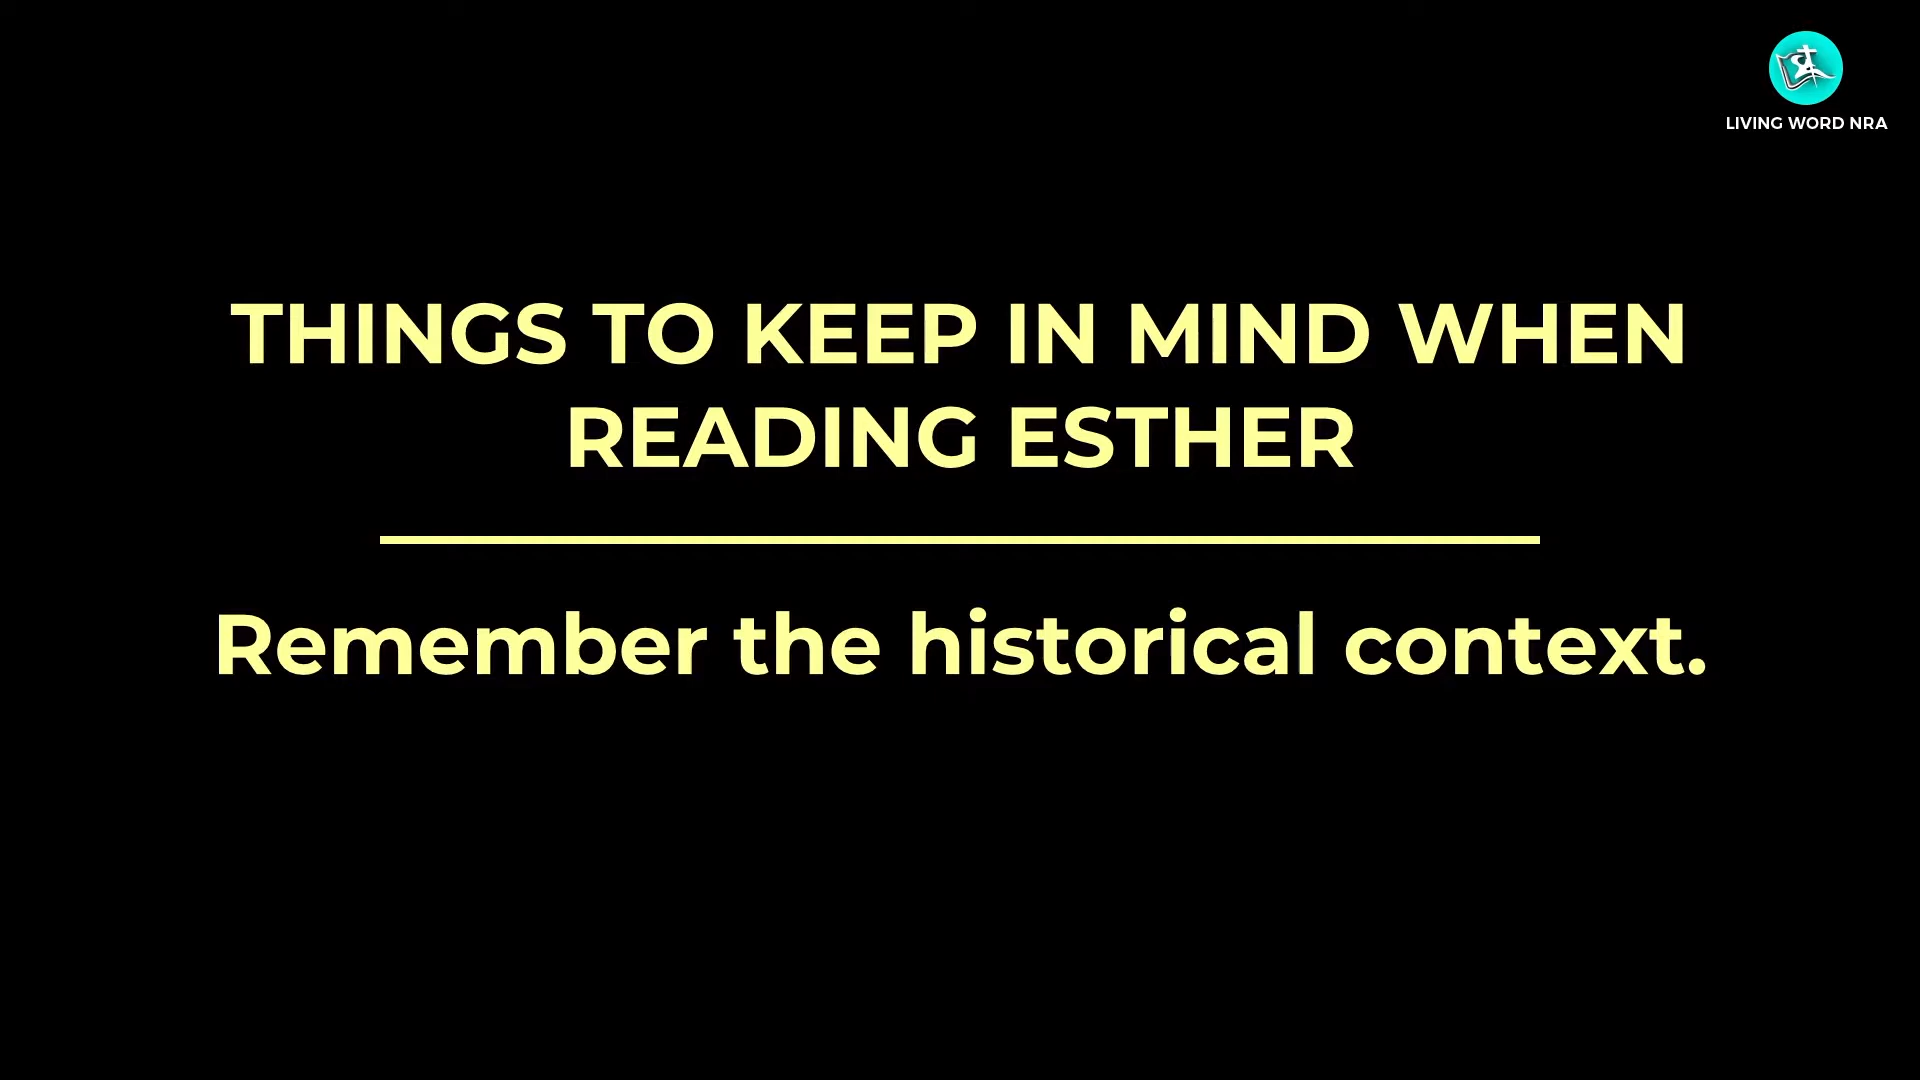 LIVING WORD NRA
THINGS TO KEEP IN MIND WHEN
READING ESTHER
Remember the historical context.